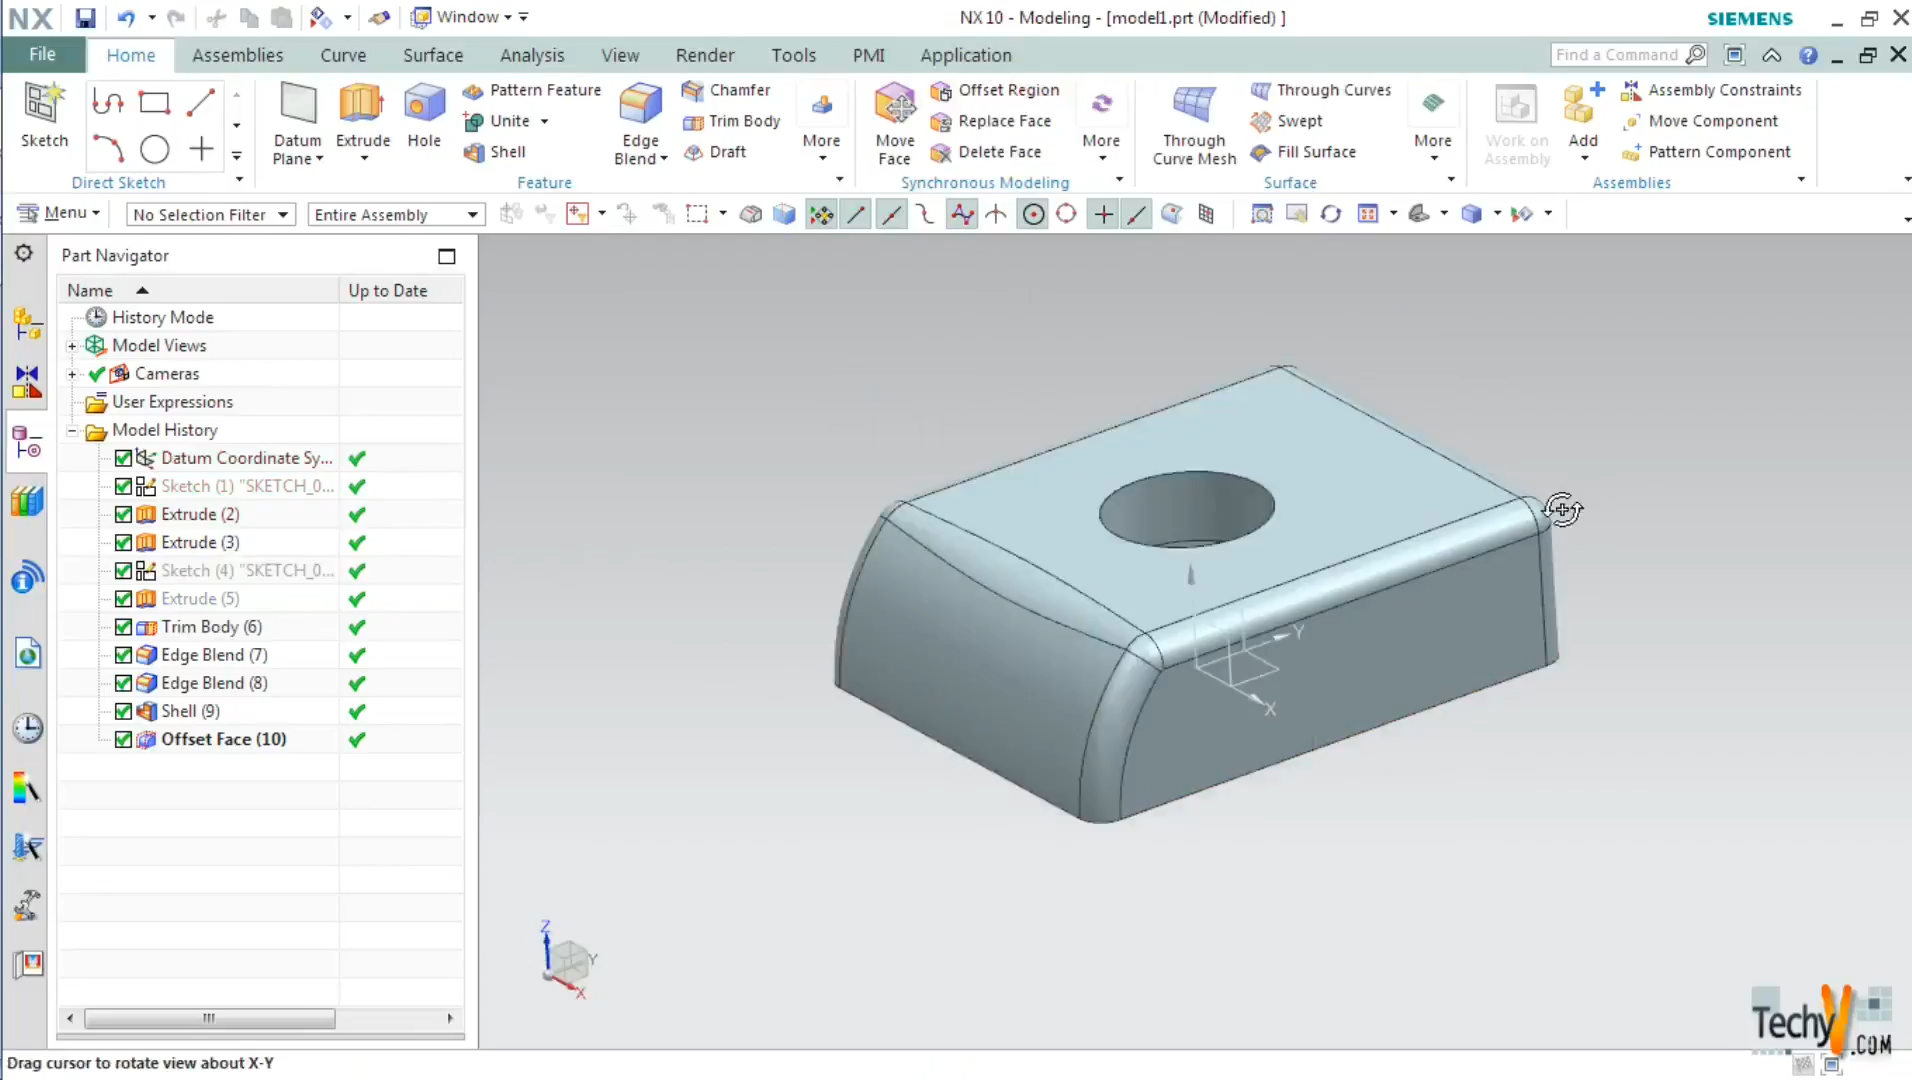 NX
Window
NX 10 - Modeling - [model1.prt (Modified) ]
SIEMENS
File
Home
Assemblies
Curve
Surface
Analysis
View
Render
Tools
PMI
Application
Find a Command
Sketch
Direct Sketch
Datum Plane
Extrude
Hole
Pattern Feature
Unite
Shell
Edge Blend
Chamfer
Trim Body
Draft
More
Feature
Move Face
Offset Region
Replace Face
Delete Face
More
Synchronous Modeling
Through Curve Mesh
Through Curves
Swept
Fill Surface
More
Surface
Work on Assembly
Add
Assembly Constraints
Move Component
Pattern Component
Assemblies
Menu
No Selection Filter
Entire Assembly
Part Navigator
Name
Up to Date
History Mode
Model Views
Cameras
User Expressions
Model History
Datum Coordinate Sy...
Sketch (1) "SKETCH_0...
Extrude (2)
Extrude (3)
Sketch (4) "SKETCH_0...
Extrude (5)
Trim Body (6)
Edge Blend (7)
Edge Blend (8)
Shell (9)
Offset Face (10)
Y
X
Z
Y
X
TechyV
.COM
Drag cursor to rotate view about X-Y